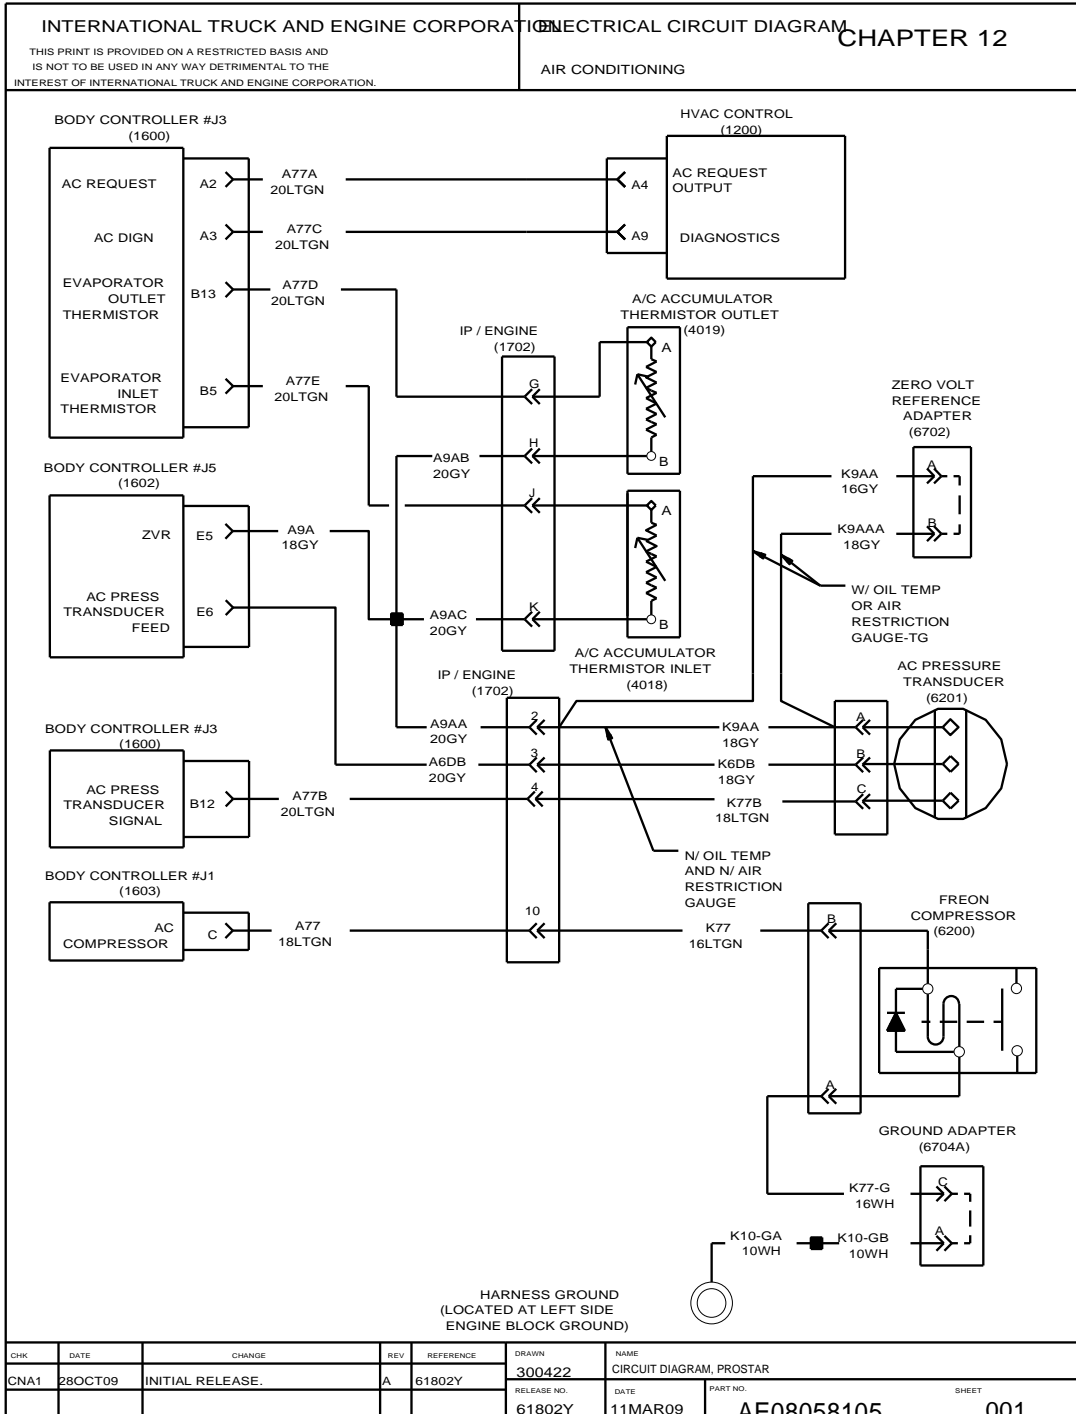 INTERNATIONAL TRUCK AND ENGINE CORPORATION
THIS PRINT IS PROVIDED ON A RESTRICTED BASIS AND
IS NOT TO BE USED IN ANY WAY DETRIMENTAL TO THE
INTEREST OF INTERNATIONAL TRUCK AND ENGINE CORPORATION.
ELECTRICAL CIRCUIT DIAGRAM
CHAPTER 12
AIR CONDITIONING
BODY CONTROLLER #J3
(1600)
AC REQUEST
A2
A77A
20LTGN
AC DIGN
A3
A77C
20LTGN
EVAPORATOR
OUTLET
THERMISTOR
B13
A77D
20LTGN
EVAPORATOR
INLET
THERMISTOR
B5
A77E
20LTGN
HVAC CONTROL
(1200)
A4
AC REQUEST
OUTPUT
A9
DIAGNOSTICS
A/C ACCUMULATOR
THERMISTOR OUTLET
(4019)
A
B
IP / ENGINE
(1702)
G
H
J
K
A9AB
20GY
A9AC
20GY
A
B
A/C ACCUMULATOR
THERMISTOR INLET
(4018)
ZERO VOLT
REFERENCE
ADAPTER
(6702)
A
B
K9AA
16GY
K9AAA
18GY
W/ OIL TEMP
OR AIR
RESTRICTION
GAUGE-TG
BODY CONTROLLER #J5
(1602)
ZVR
E5
A9A
18GY
AC PRESS
TRANSDUCER
FEED
E6
IP / ENGINE
(1702)
2
3
4
10
A9AA
20GY
A6DB
20GY
K9AA
18GY
K6DB
18GY
K77B
18LTGN
AC PRESSURE
TRANSDUCER
(6201)
A
B
C
BODY CONTROLLER #J3
(1600)
AC PRESS
TRANSDUCER
SIGNAL
B12
A77B
20LTGN
N/ OIL TEMP
AND N/ AIR
RESTRICTION
GAUGE
BODY CONTROLLER #J1
(1603)
AC
COMPRESSOR
C
A77
18LTGN
K77
16LTGN
FREON
COMPRESSOR
(6200)
B
A
GROUND ADAPTER
(6704A)
C
A
K77-G
16WH
K10-GA
10WH
K10-GB
10WH
HARNESS GROUND
(LOCATED AT LEFT SIDE
ENGINE BLOCK GROUND)
CHK DATE CHANGE REV REFERENCE
CNA1 28OCT09 INITIAL RELEASE. A 61802Y
DRAWN
300422
NAME
CIRCUIT DIAGRAM, PROSTAR
RELEASE NO.
61802Y
DATE
11MAR09
PART NO.
AE08058105
SHEET
001